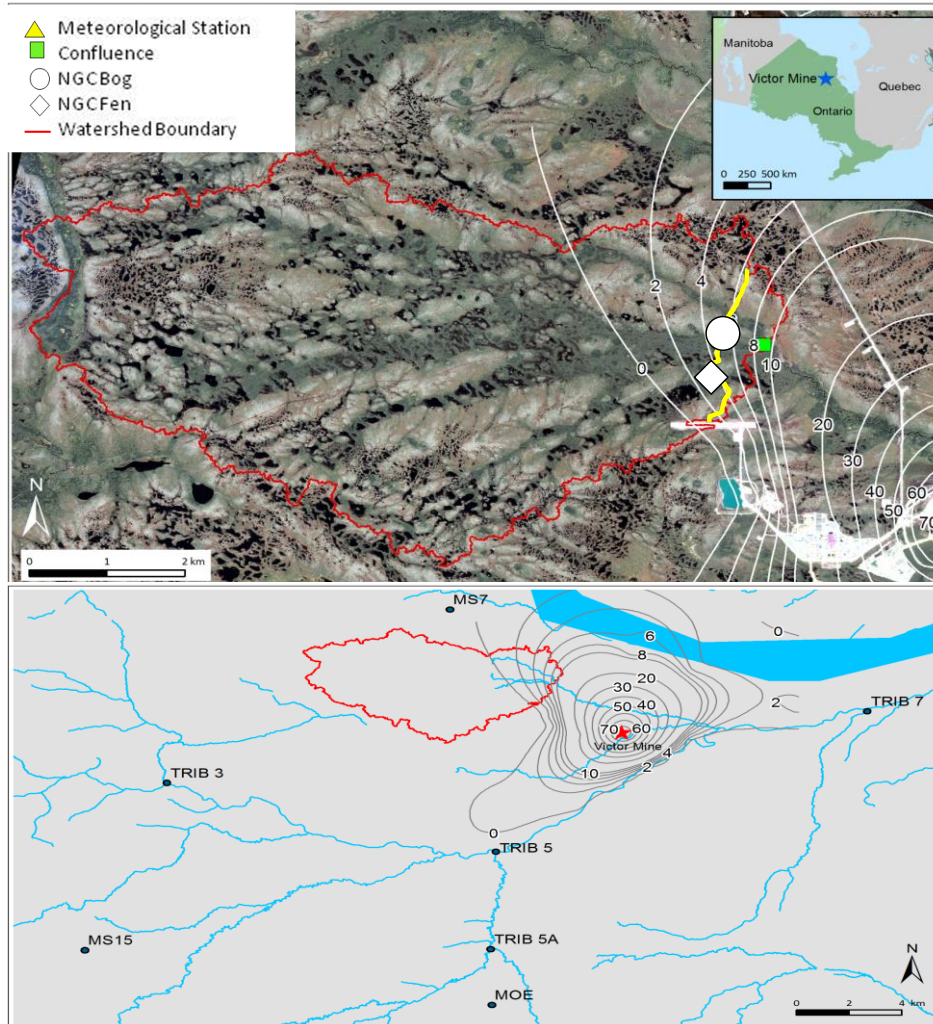 Meteorological Station
Confluence
NGCBog
NGCFen
Watershed Boundary
Manitoba
Victor Mine
Quebec
Ontario
0 250 500 km
2
4
0
8
10
20
30
40
60
50
70
N
0 1 2 km
MS7
0
6
8
20
30
2
50
40
TRIB 7
70
60
Victor Mine
4
10
2
TRIB 3
0
TRIB 5
MS15
TRIB 5A
N
MOE
0 2 4 km